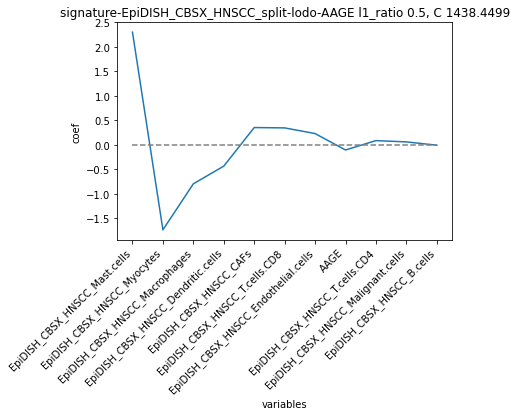 signature-EpiDISH_CBSX_HNSCC_split-lodo-AAGE l1_ratio 0.5, C 1438.4499
2.5
2.0
1.5
1.0
0.5
0.0
−0.5
−1.0
−1.5
coef
EpiDISH_CBSX_HNSCC_Mast.cells
EpiDISH_CBSX_HNSCC_Myocytes
EpiDISH_CBSX_HNSCC_Macrophages
EpiDISH_CBSX_HNSCC_Dendritic.cells
EpiDISH_CBSX_HNSCC_CAFs
EpiDISH_CBSX_HNSCC_T.cells.CD8
EpiDISH_CBSX_HNSCC_Endothelial.cells
AAGE
EpiDISH_CBSX_HNSCC_T.cells.CD4
EpiDISH_CBSX_HNSCC_Malignant.cells
EpiDISH_CBSX_HNSCC_B.cells
variables